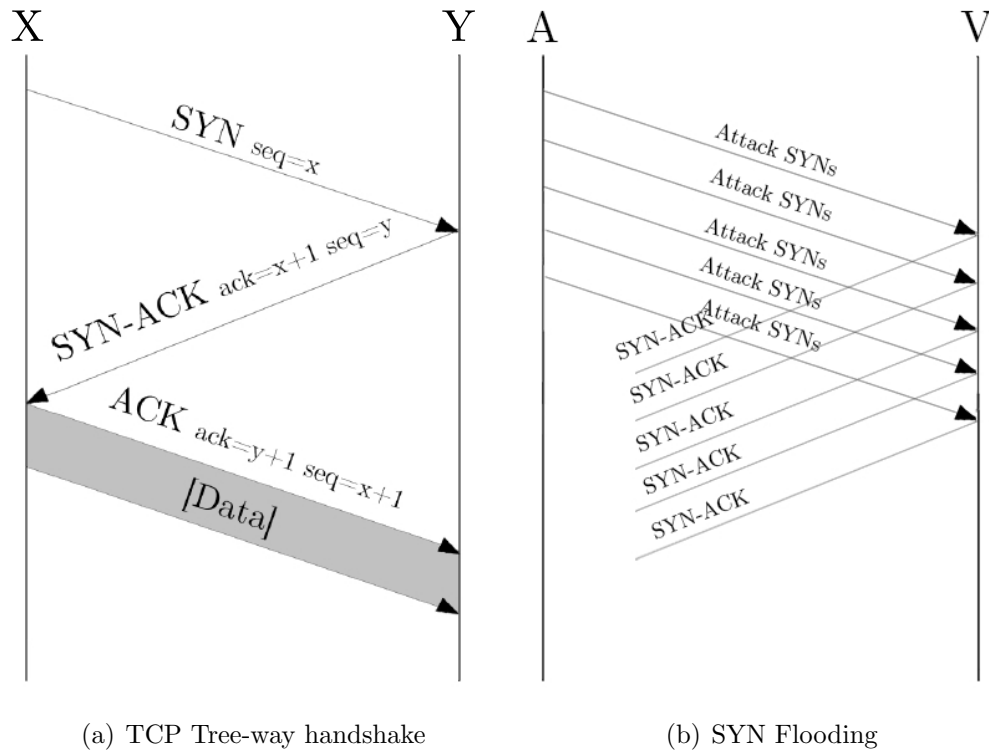 X
Y
SYN seq=x
SYN-ACK ack=x+1 seq=y
ACK ack=y+1 seq=x+1
[Data]
(a) TCP Tree-way handshake
A
V
Attack SYNs
Attack SYNs
Attack SYNs
Attack SYNs
Attack SYNs
SYN-ACK
SYN-ACK
SYN-ACK
SYN-ACK
SYN-ACK
(b) SYN Flooding